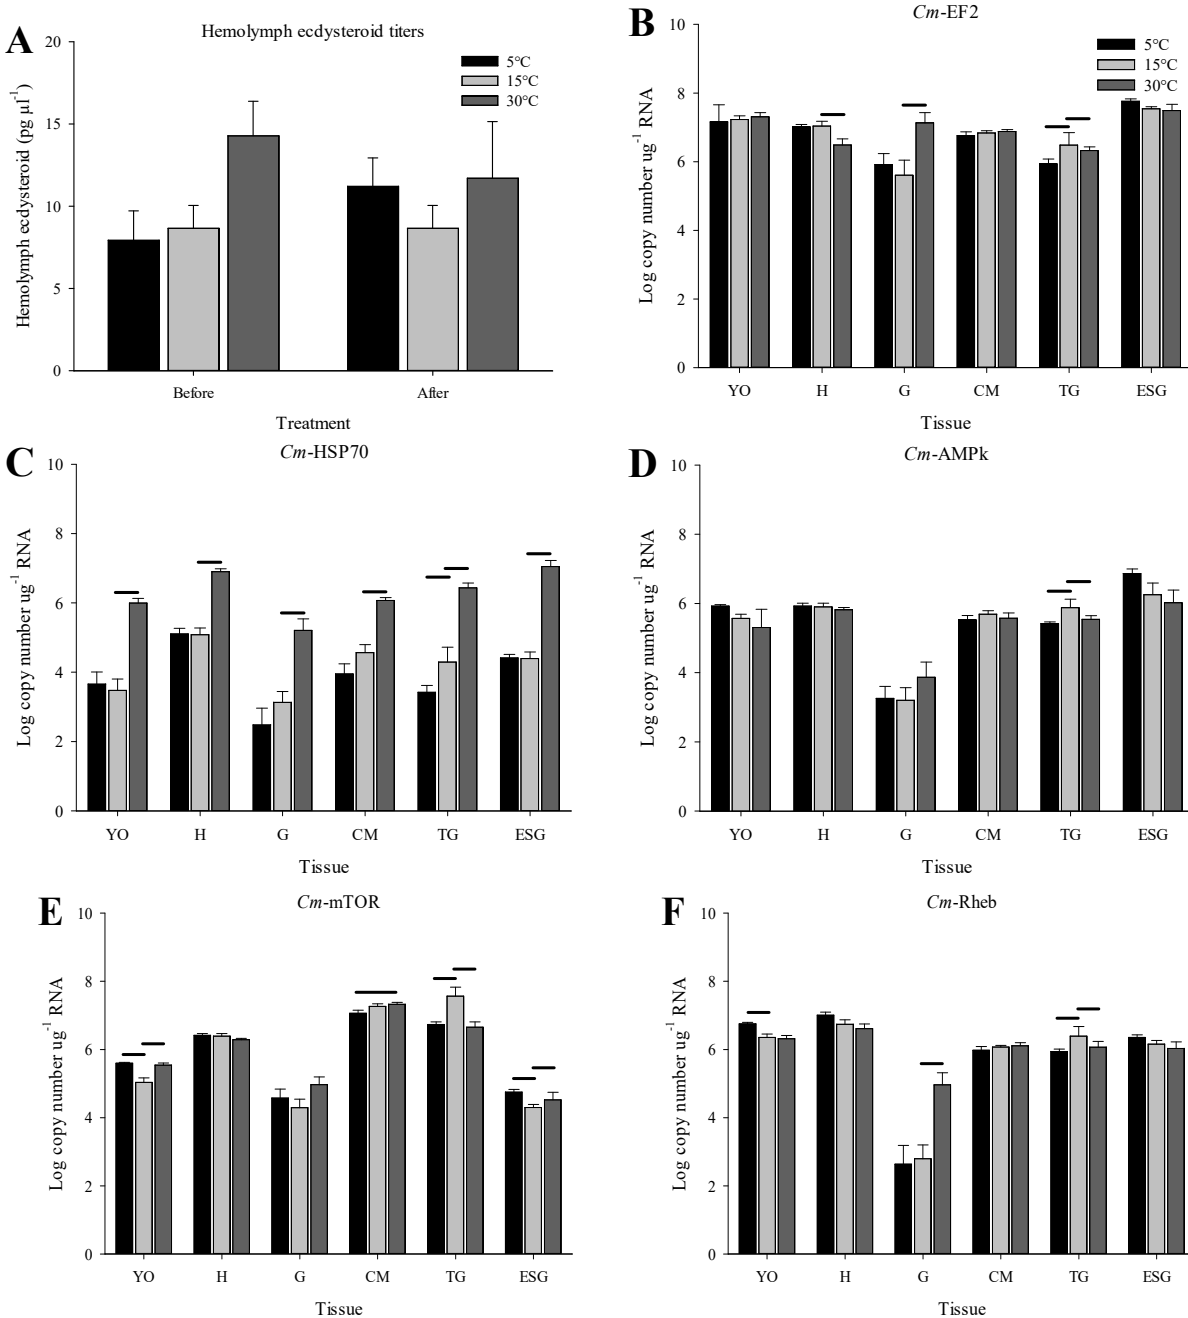 A
Hemolymph ecdysteroid titers
Hemolymph ecdysteroid (pg µl⁻¹)
20
15
10
5
0
5°C
15°C
30°C
Before
After
Treatment
B
Cm-EF2
Log copy number ug⁻¹ RNA
10
8
6
4
2
0
5°C
15°C
30°C
YO H G CM TG ESG
Tissue
C
Cm-HSP70
Log copy number ug⁻¹ RNA
10
8
6
4
2
0
YO H G CM TG ESG
Tissue
D
Cm-AMPk
Log copy number ug⁻¹ RNA
10
8
6
4
2
0
YO H G CM TG ESG
Tissue
E
Cm-mTOR
Log copy number ug⁻¹ RNA
10
8
6
4
2
0
YO H G CM TG ESG
Tissue
F
Cm-Rheb
Log copy number ug⁻¹ RNA
10
8
6
4
2
0
YO H G CM TG ESG
Tissue